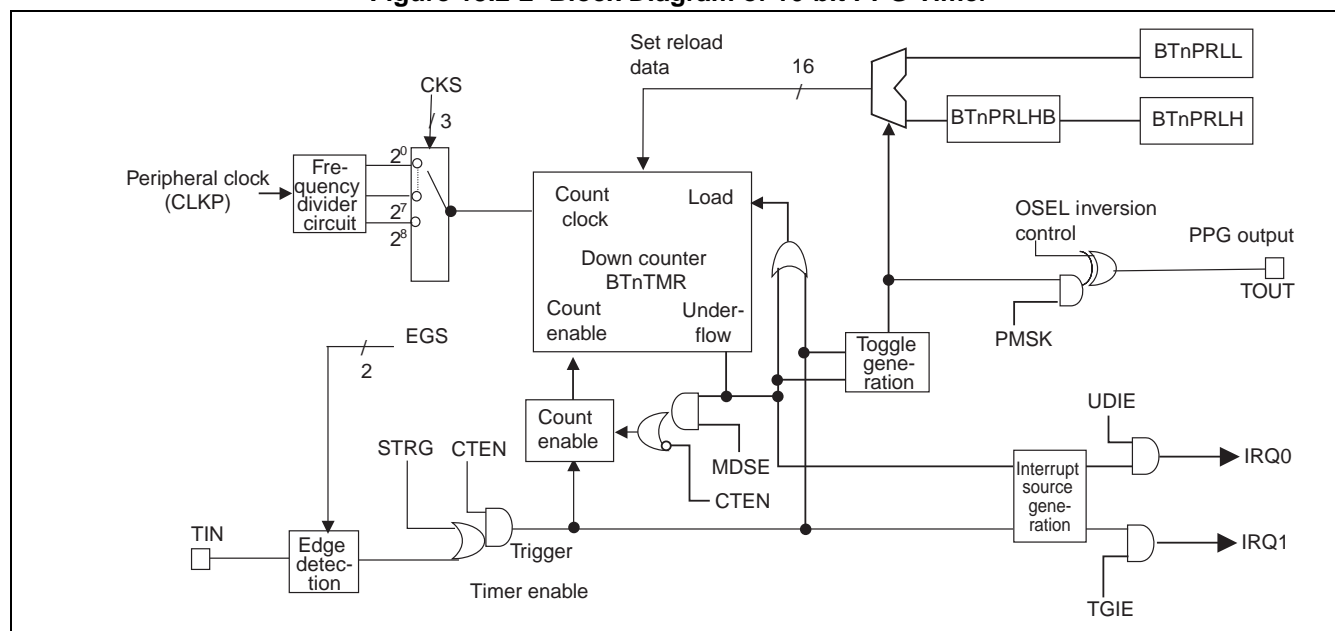 Block Diagram of 16-bit PPG Timer
Set reload
data
16
BTnPRLL
BTnPRLHB
BTnPRLH
CKS
3
Peripheral clock
(CLKP)
Fre-
quency
divider
circuit
2⁰
2⁷
2⁸
Count
clock
Load
Down counter
BTnTMR
Count
enable
Under-
flow
OSEL inversion
control
PPG output
TOUT
PMSK
Toggle
gene-
ration
EGS
2
Count
enable
MDSE
CTEN
STRG
CTEN
UDIE
IRQ0
Interrupt
source
gene-
ration
TIN
Edge
detec-
tion
Trigger
Timer enable
IRQ1
TGIE